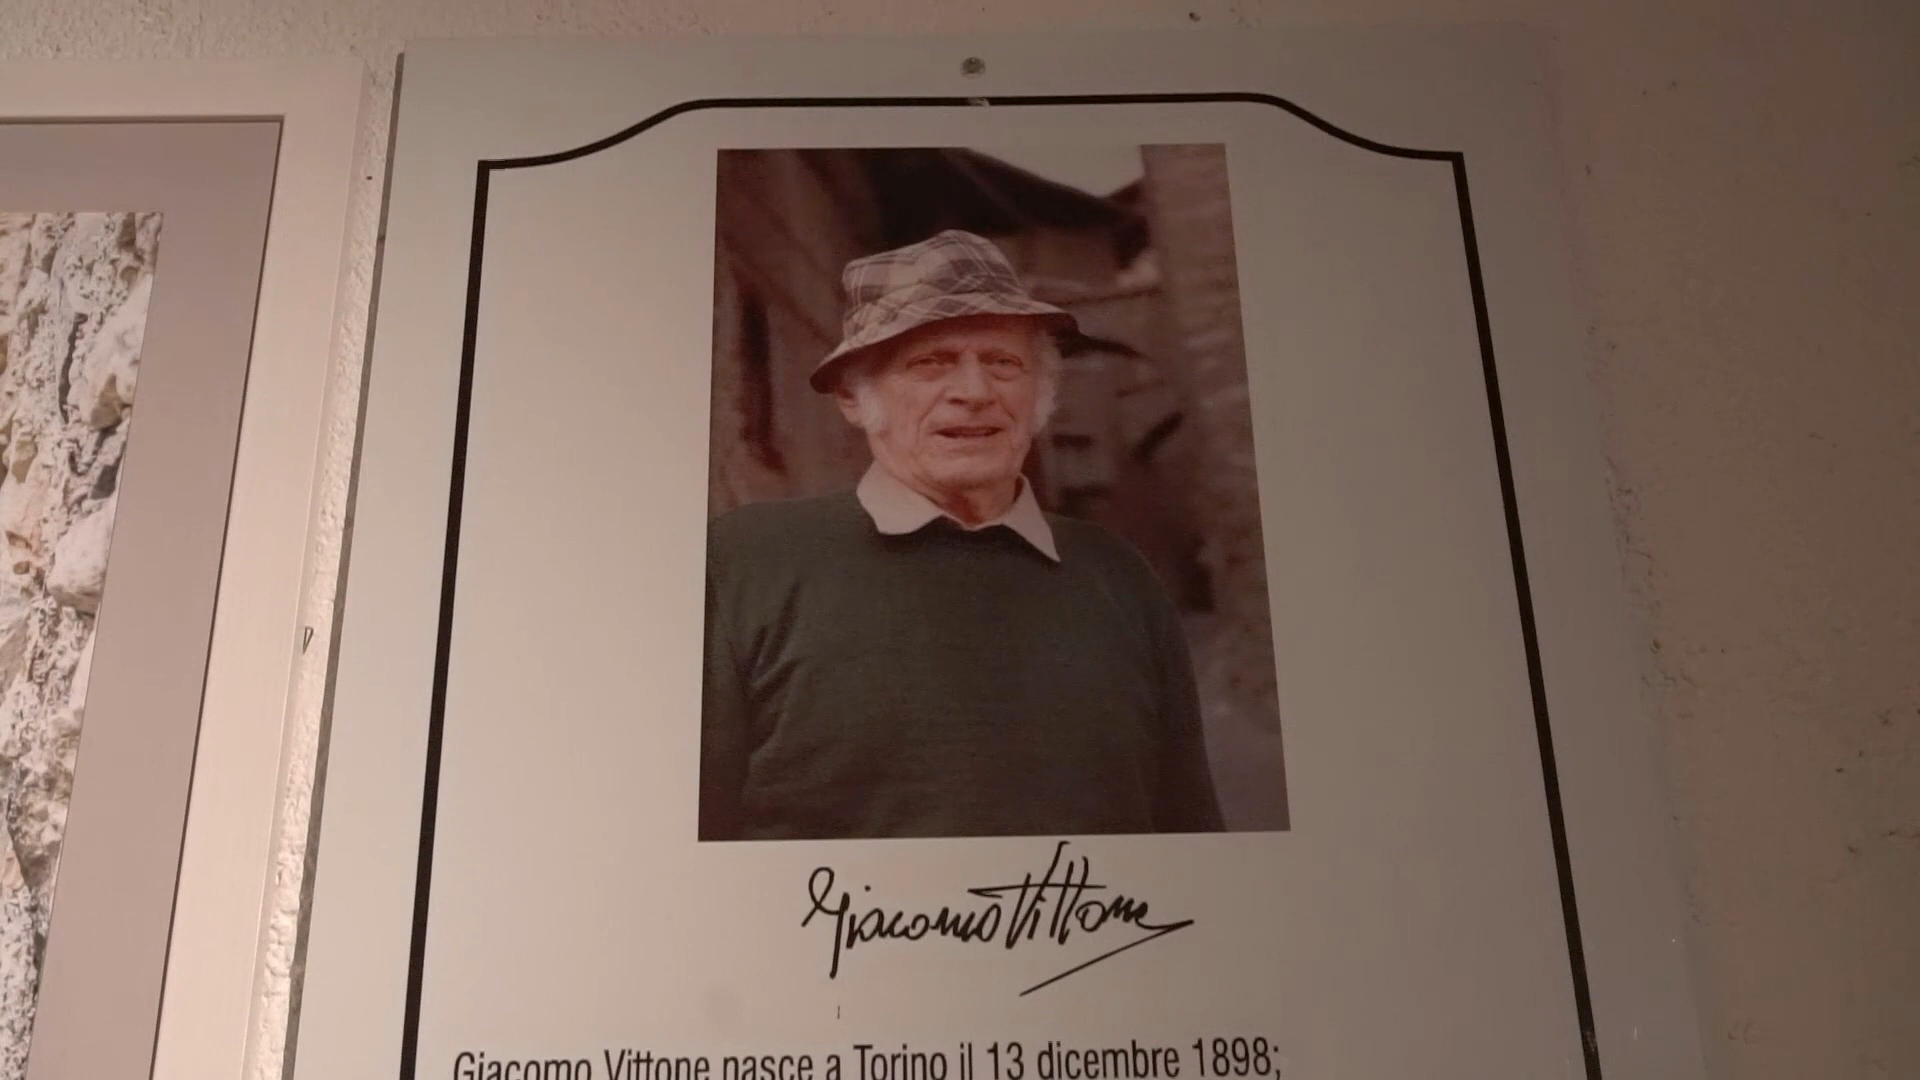 Giacomo Vittone
Giacomo Vittone nasce a Torino il 13 dicembre 1898;